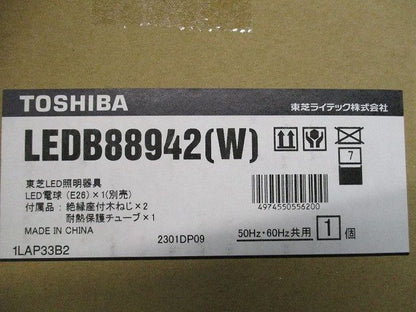 TOSHIBA
東芝ライテック株式会社
LEDB88942(W)
7
東芝LED照明器具
LED電球（E26）×1(別売)
付属品：絶縁座付木ねじ×2
耐熱保護チューブ×1
MADE IN CHINA
2301DP09
4974550556200
50Hz・60Hz共用 1 個
1LAP33B2